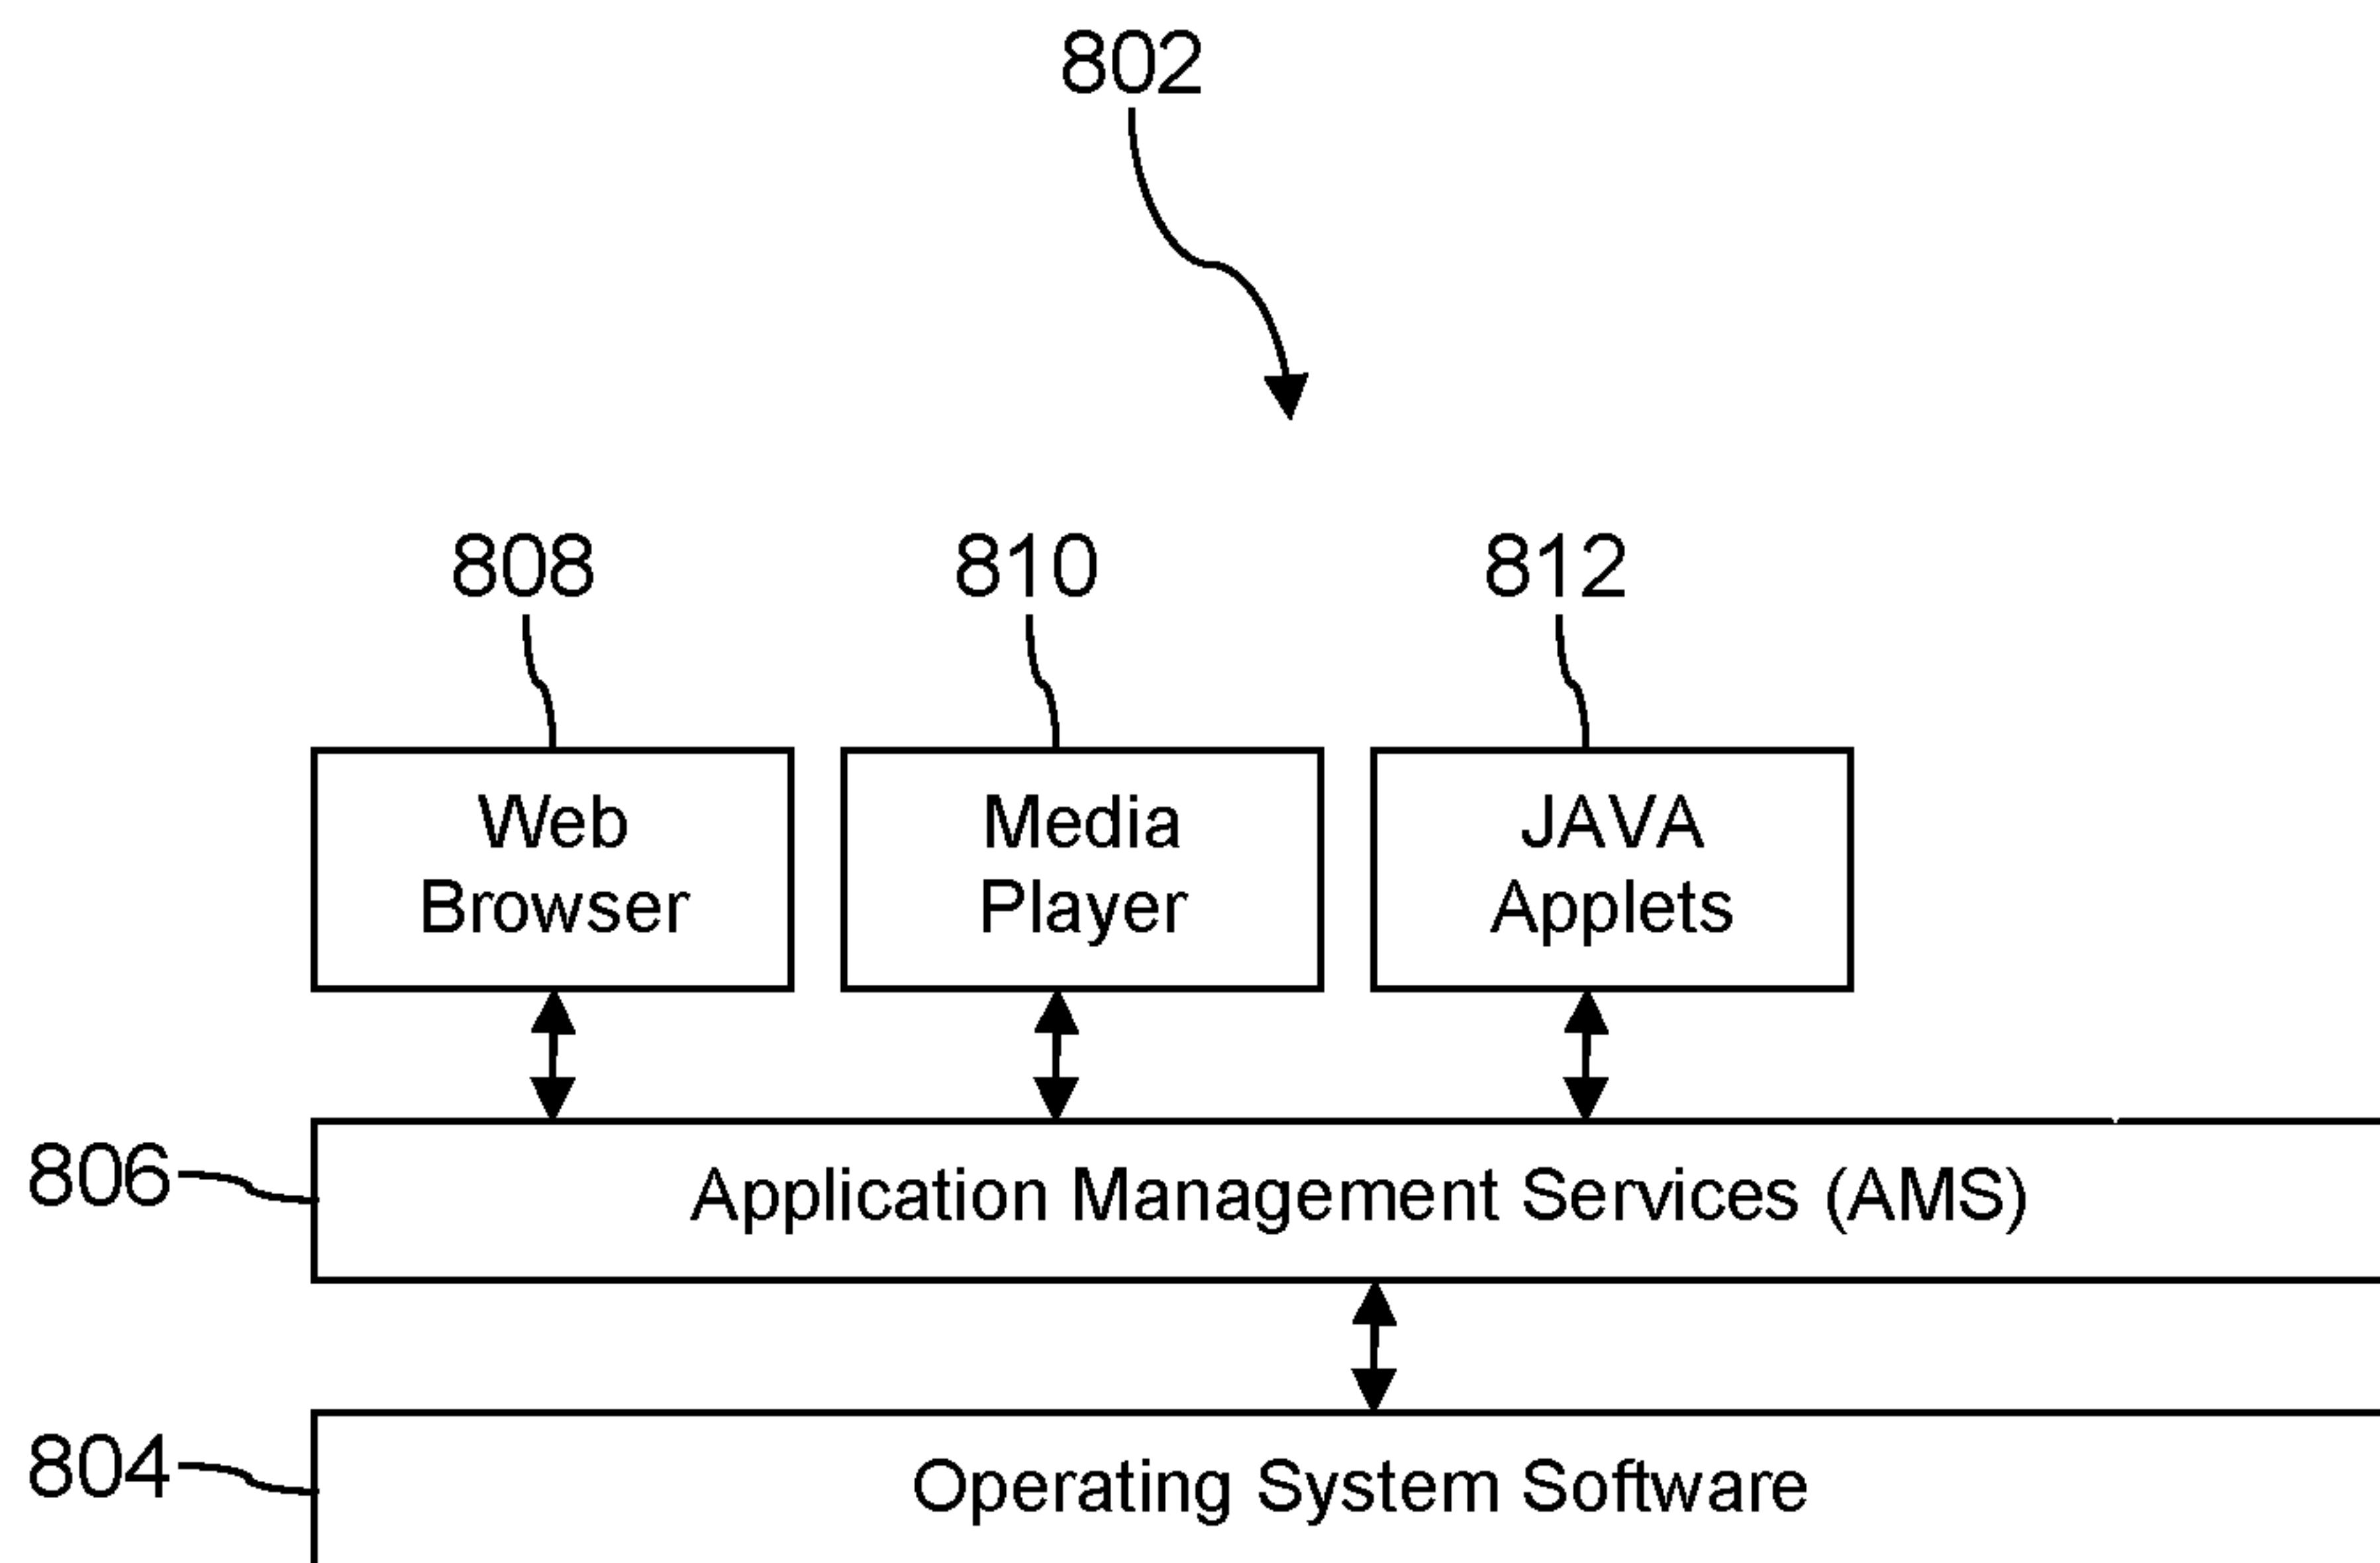 802
808 810 812
Web Browser
Media Player
JAVA Applets
806 Application Management Services (AMS)
804 Operating System Software